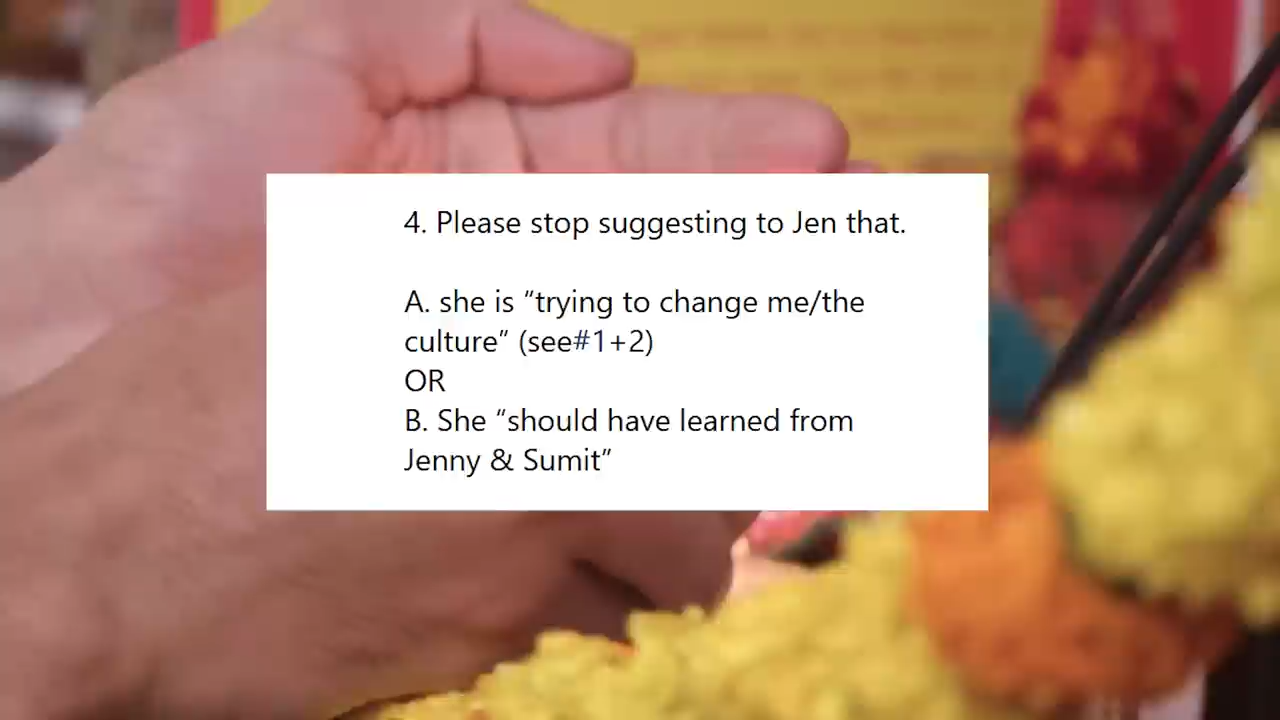 4. Please stop suggesting to Jen that.
A. she is “trying to change me/the
culture” (see#1+2)
OR
B. She “should have learned from
Jenny & Sumit”